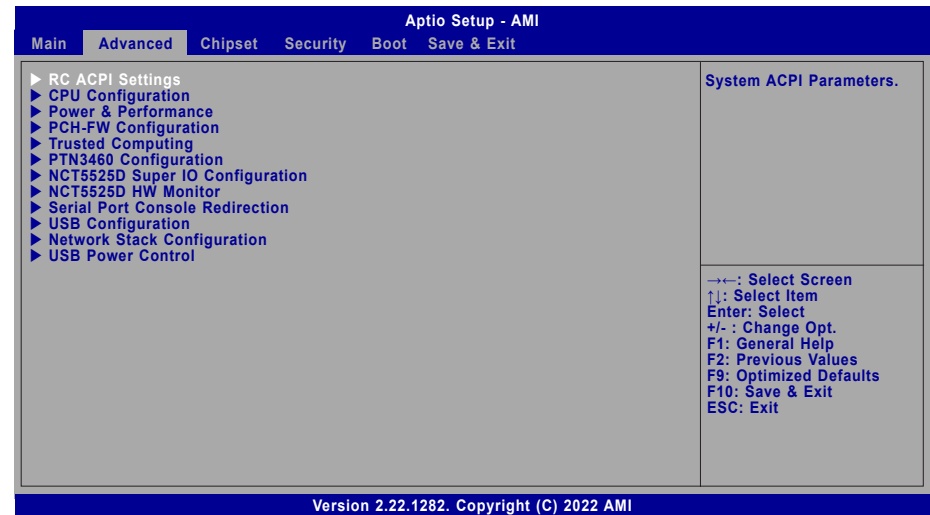 Aptio Setup - AMI
Main Advanced Chipset Security Boot Save & Exit
▶ RC ACPI Settings
▶ CPU Configuration
▶ Power & Performance
▶ PCH-FW Configuration
▶ Trusted Computing
▶ PTN3460 Configuration
▶ NCT5525D Super IO Configuration
▶ NCT5525D HW Monitor
▶ Serial Port Console Redirection
▶ USB Configuration
▶ Network Stack Configuration
▶ USB Power Control
System ACPI Parameters.
→←: Select Screen
↑↓: Select Item
Enter: Select
+/- : Change Opt.
F1: General Help
F2: Previous Values
F9: Optimized Defaults
F10: Save & Exit
ESC: Exit
Version 2.22.1282. Copyright (C) 2022 AMI